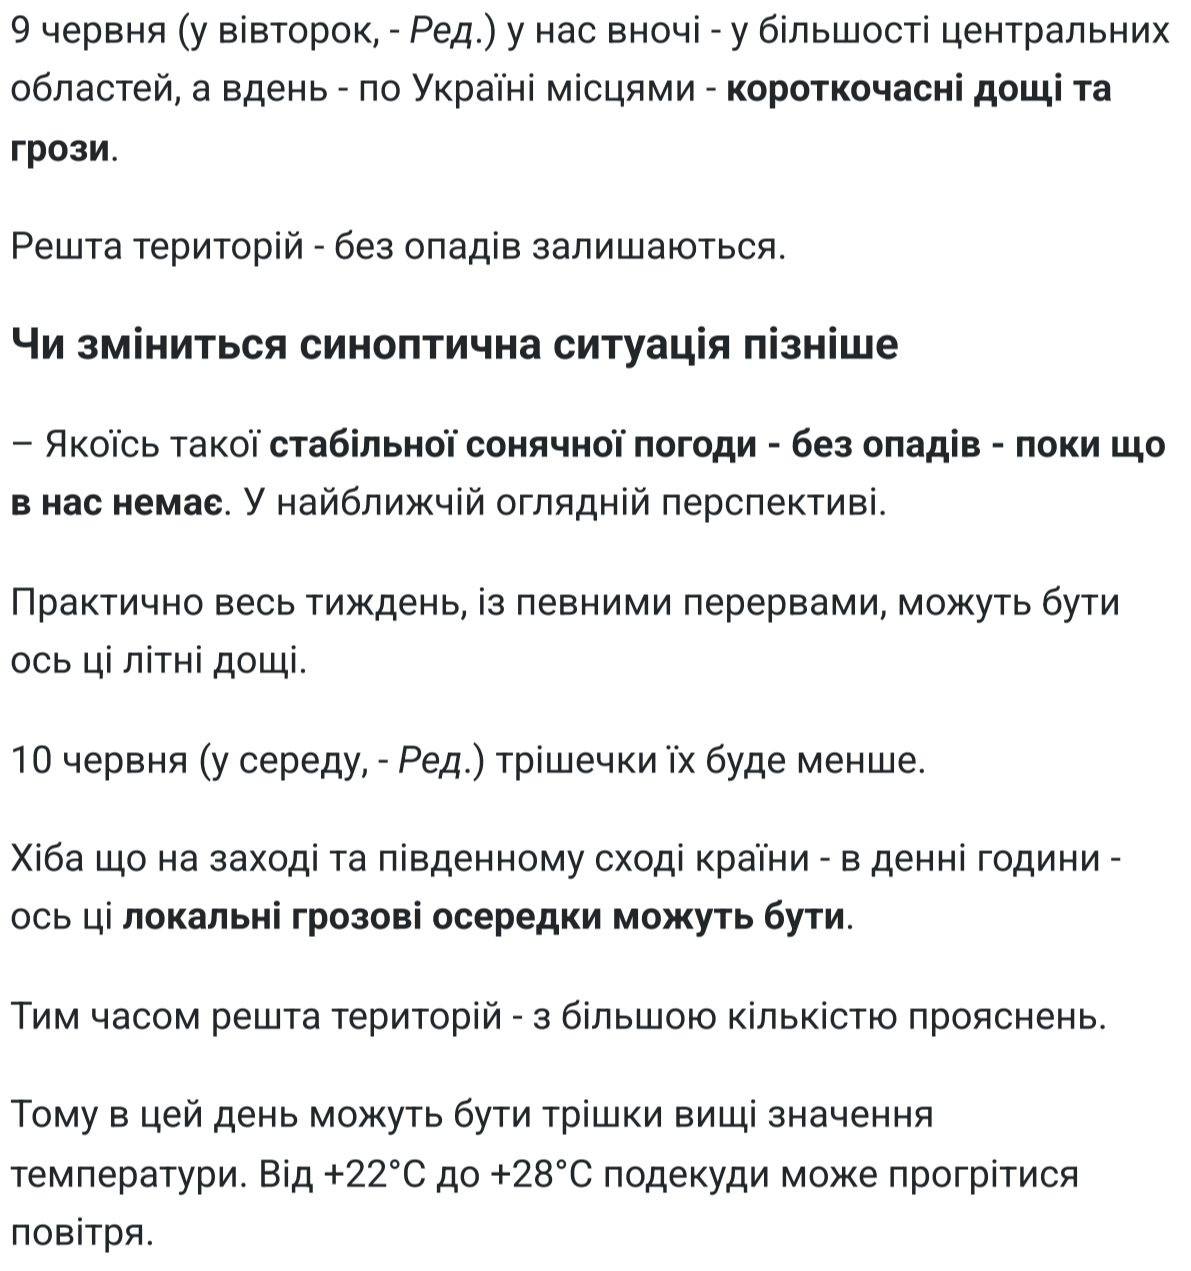 9 червня (у вівторок, - Ред.) у нас вночі - у більшості центральних
областей, а вдень - по Україні місцями - короткочасні дощі та
грози.
Решта територій - без опадів залишаються.
Чи зміниться синоптична ситуація пізніше
– Якоїсь такої стабільної сонячної погоди - без опадів - поки що
в нас немає. У найближчій оглядній перспективі.
Практично весь тиждень, із певними перервами, можуть бути
ось ці літні дощі.
10 червня (у середу, - Ред.) трішечки їх буде менше.
Хіба що на заході та південному сході країни - в денні години -
ось ці локальні грозові осередки можуть бути.
Тим часом решта територій - з більшою кількістю прояснень.
Тому в цей день можуть бути трішки вищі значення
температури. Від +22°C до +28°C подекуди може прогрітися
повітря.